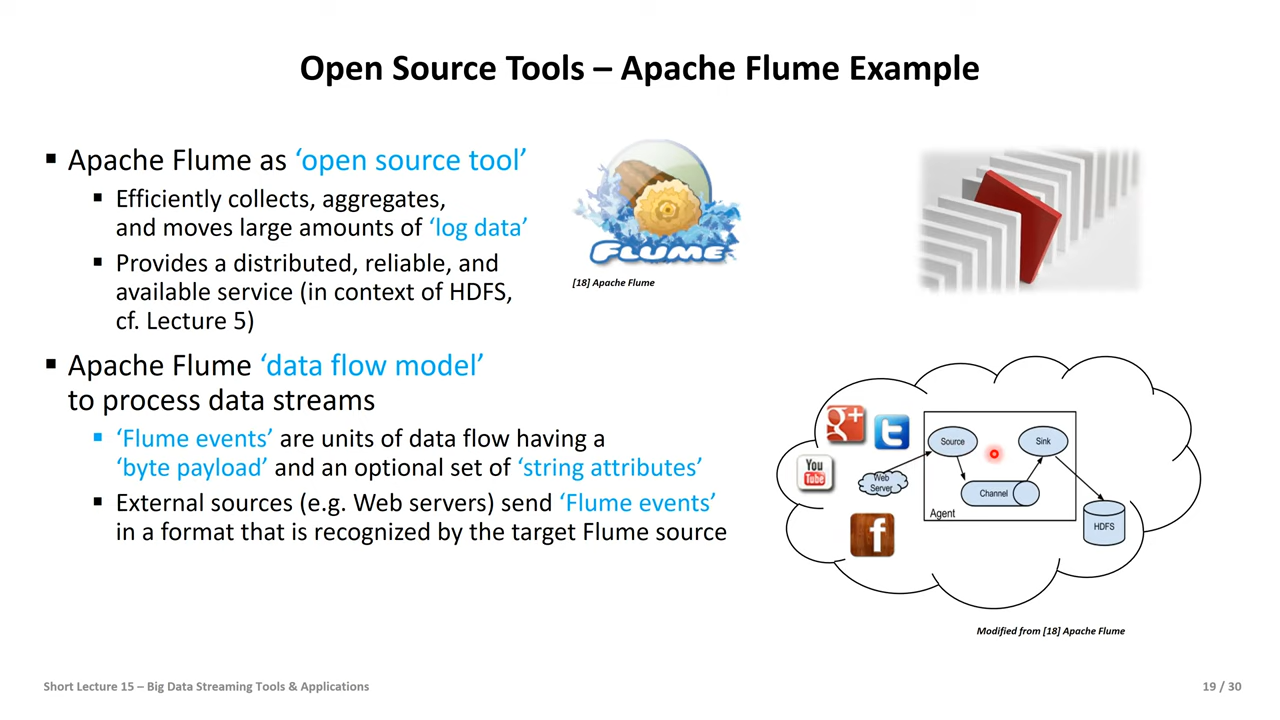 Open Source Tools – Apache Flume Example
▪ Apache Flume as ‘open source tool’
▪ Efficiently collects, aggregates,
and moves large amounts of ‘log data’
▪ Provides a distributed, reliable, and
available service (in context of HDFS,
cf. Lecture 5)
FLUME
[18] Apache Flume
▪ Apache Flume ‘data flow model’
to process data streams
▪ ‘Flume events’ are units of data flow having a
‘byte payload’ and an optional set of ‘string attributes’
▪ External sources (e.g. Web servers) send ‘Flume events’
in a format that is recognized by the target Flume source
g+
t
You
Tube
f
Web
Server
Source
Sink
Channel
Agent
HDFS
Modified from [18] Apache Flume
Short Lecture 15 – Big Data Streaming Tools & Applications
19 / 30